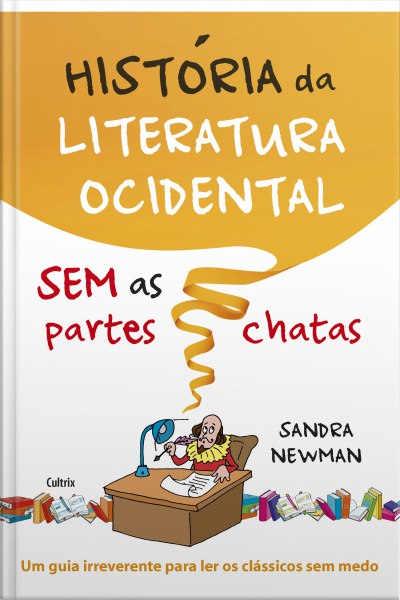 HISTÓRIA da
LITERATURA
OCIDENTAL
SEM as
partes chatas
SANDRA
NEWMAN
Cultrix
Um guia irreverente para ler os clássicos sem medo